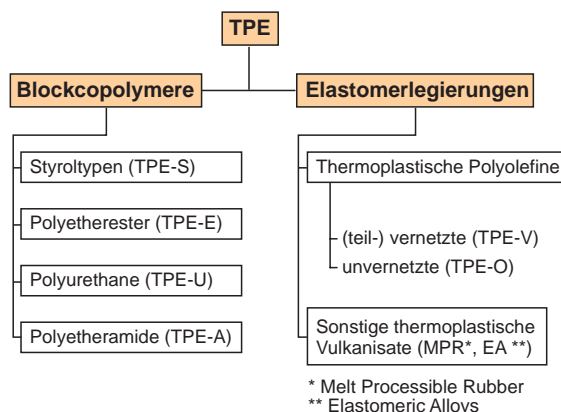 TPE
Blockcopolymere
Styroltypen (TPE-S)
Polyetherester (TPE-E)
Polyurethane (TPE-U)
Polyetheramide (TPE-A)
Elastomerlegierungen
Thermoplastische Polyolefine
(teil-) vernetzte (TPE-V)
unvernetzte (TPE-O)
Sonstige thermoplastische
Vulkanisate (MPR*, EA **)
* Melt Processible Rubber
** Elastomeric Alloys